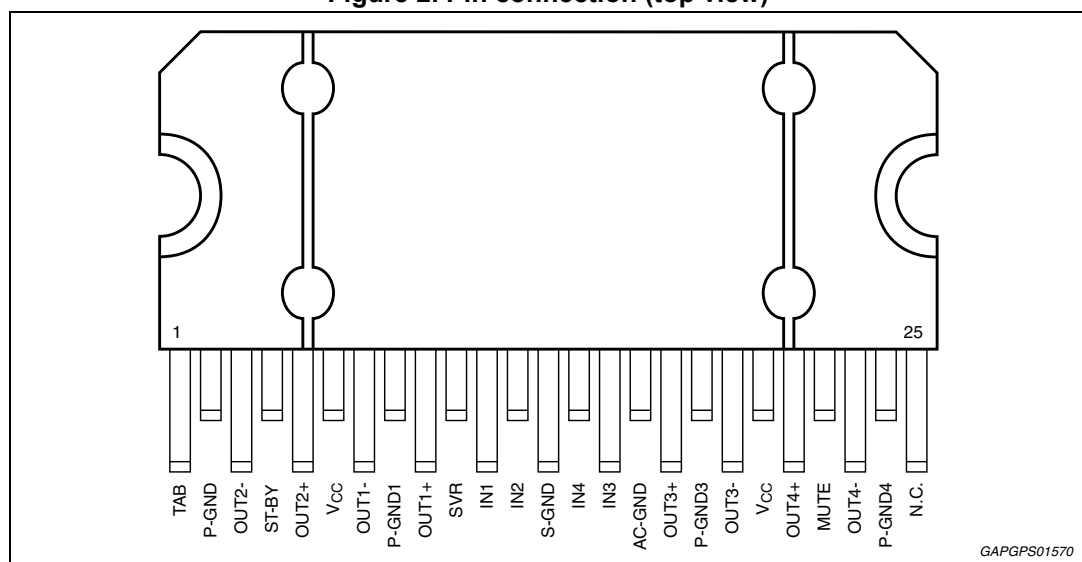 Figure 2. Pin connection (top view)
1
25
TAB
P-GND
OUT2-
ST-BY
OUT2+
VCC
OUT1-
P-GND1
OUT1+
SVR
IN1
IN2
S-GND
IN4
IN3
AC-GND
OUT3+
P-GND3
OUT3-
VCC
OUT4+
MUTE
OUT4-
P-GND4
N.C.
GAPGPS01570